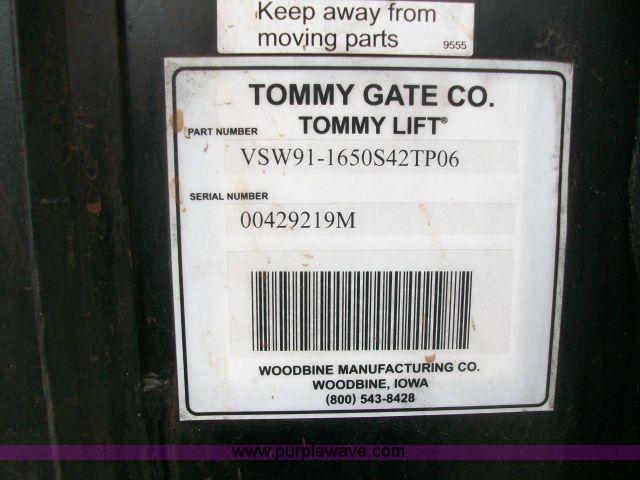 Keep away from
moving parts
9555
TOMMY GATE CO.
TOMMY LIFT®
PART NUMBER
VSW91-1650S42TP06
SERIAL NUMBER
00429219M
WOODBINE MANUFACTURING CO.
WOODBINE, IOWA
(800) 543-8428
www.purplewave.com